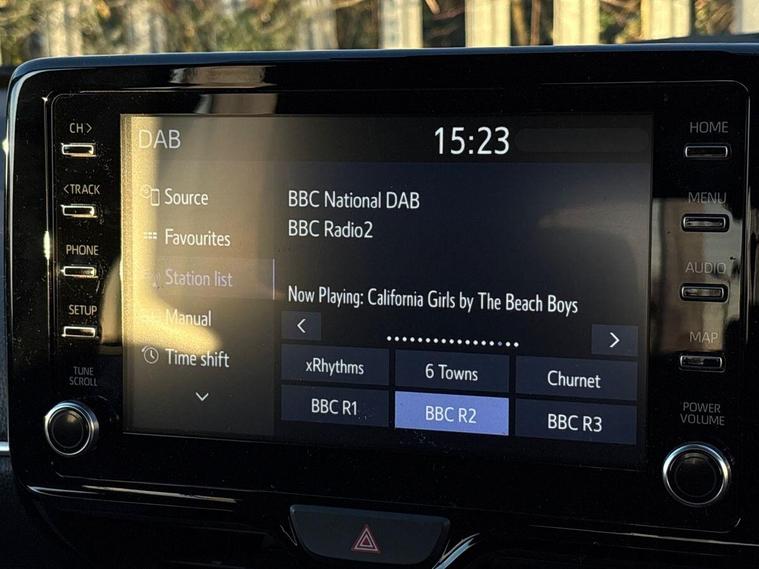 DAB
15:23
CH>
<TRACK
PHONE
SETUP
TUNE
SCROLL
Source
Favourites
Station list
Manual
Time shift
BBC National DAB
BBC Radio2
Now Playing: California Girls by The Beach Boys
xRhythms
6 Towns
Churnet
BBC R1
BBC R2
BBC R3
HOME
MENU
AUDIO
MAP
POWER
VOLUME